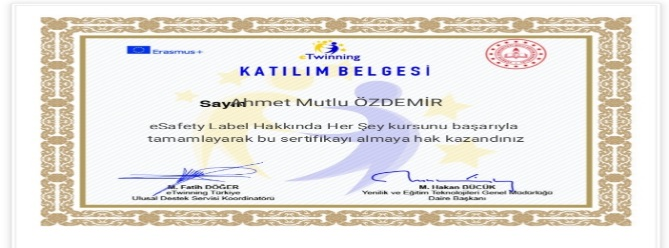 Erasmus+
eTwinning
KATILIM BELGESİ
Sayın Ahmet Mutlu ÖZDEMİR
eSafety Label Hakkında Her Şey kursunu başarıyla
tamamlayarak bu sertifikayı almaya hak kazandınız
M. Fatih DÖĞER
eTwinning Türkiye
Ulusal Destek Servisi Koordinatörü
M. Hakan BÜCÜK
Yenilik ve Eğitim Teknolojileri Genel Müdürlüğü
Daire Başkanı